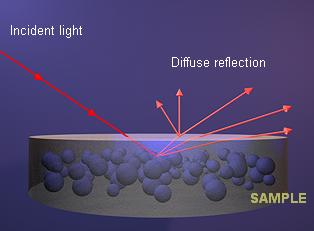 Incident light
Diffuse reflection
SAMPLE